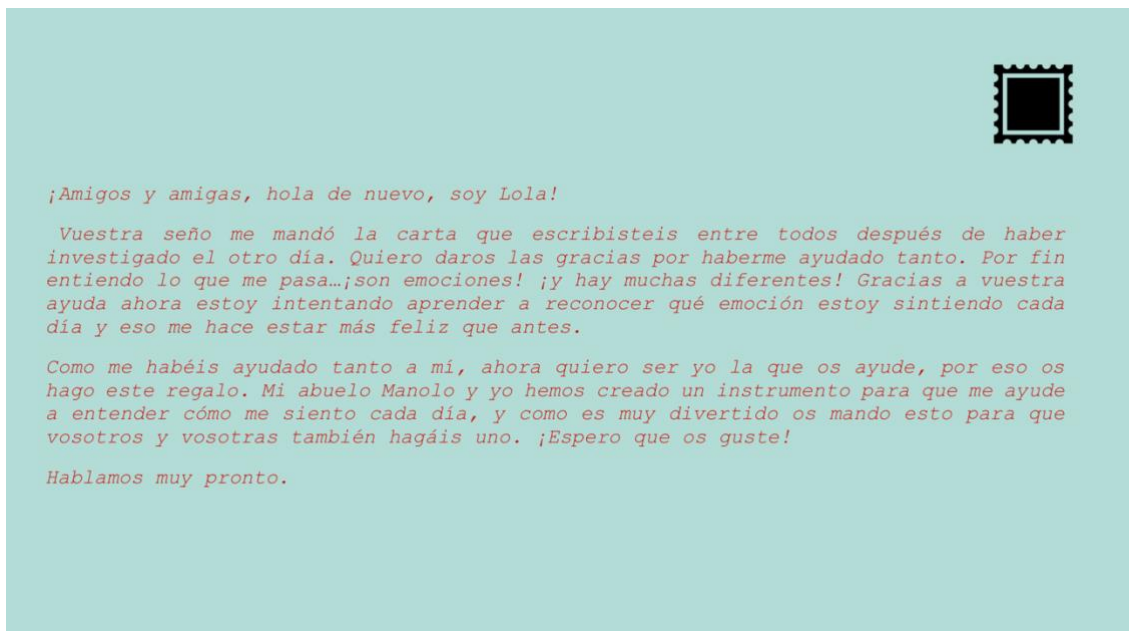 ¡Amigos y amigas, hola de nuevo, soy Lola!
Vuestra seño me mandó la carta que escribisteis entre todos después de haber
investigado el otro día. Quiero daros las gracias por haberme ayudado tanto. Por fin
entiendo lo que me pasa…¡son emociones! ¡y hay muchas diferentes! Gracias a vuestra
ayuda ahora estoy intentando aprender a reconocer qué emoción estoy sintiendo cada
día y eso me hace estar más feliz que antes.
Como me habéis ayudado tanto a mí, ahora quiero ser yo la que os ayude, por eso os
hago este regalo. Mi abuelo Manolo y yo hemos creado un instrumento para que me ayude
a entender cómo me siento cada día, y como es muy divertido os mando esto para que
vosotros y vosotras también hagáis uno. ¡Espero que os guste!
Hablamos muy pronto.